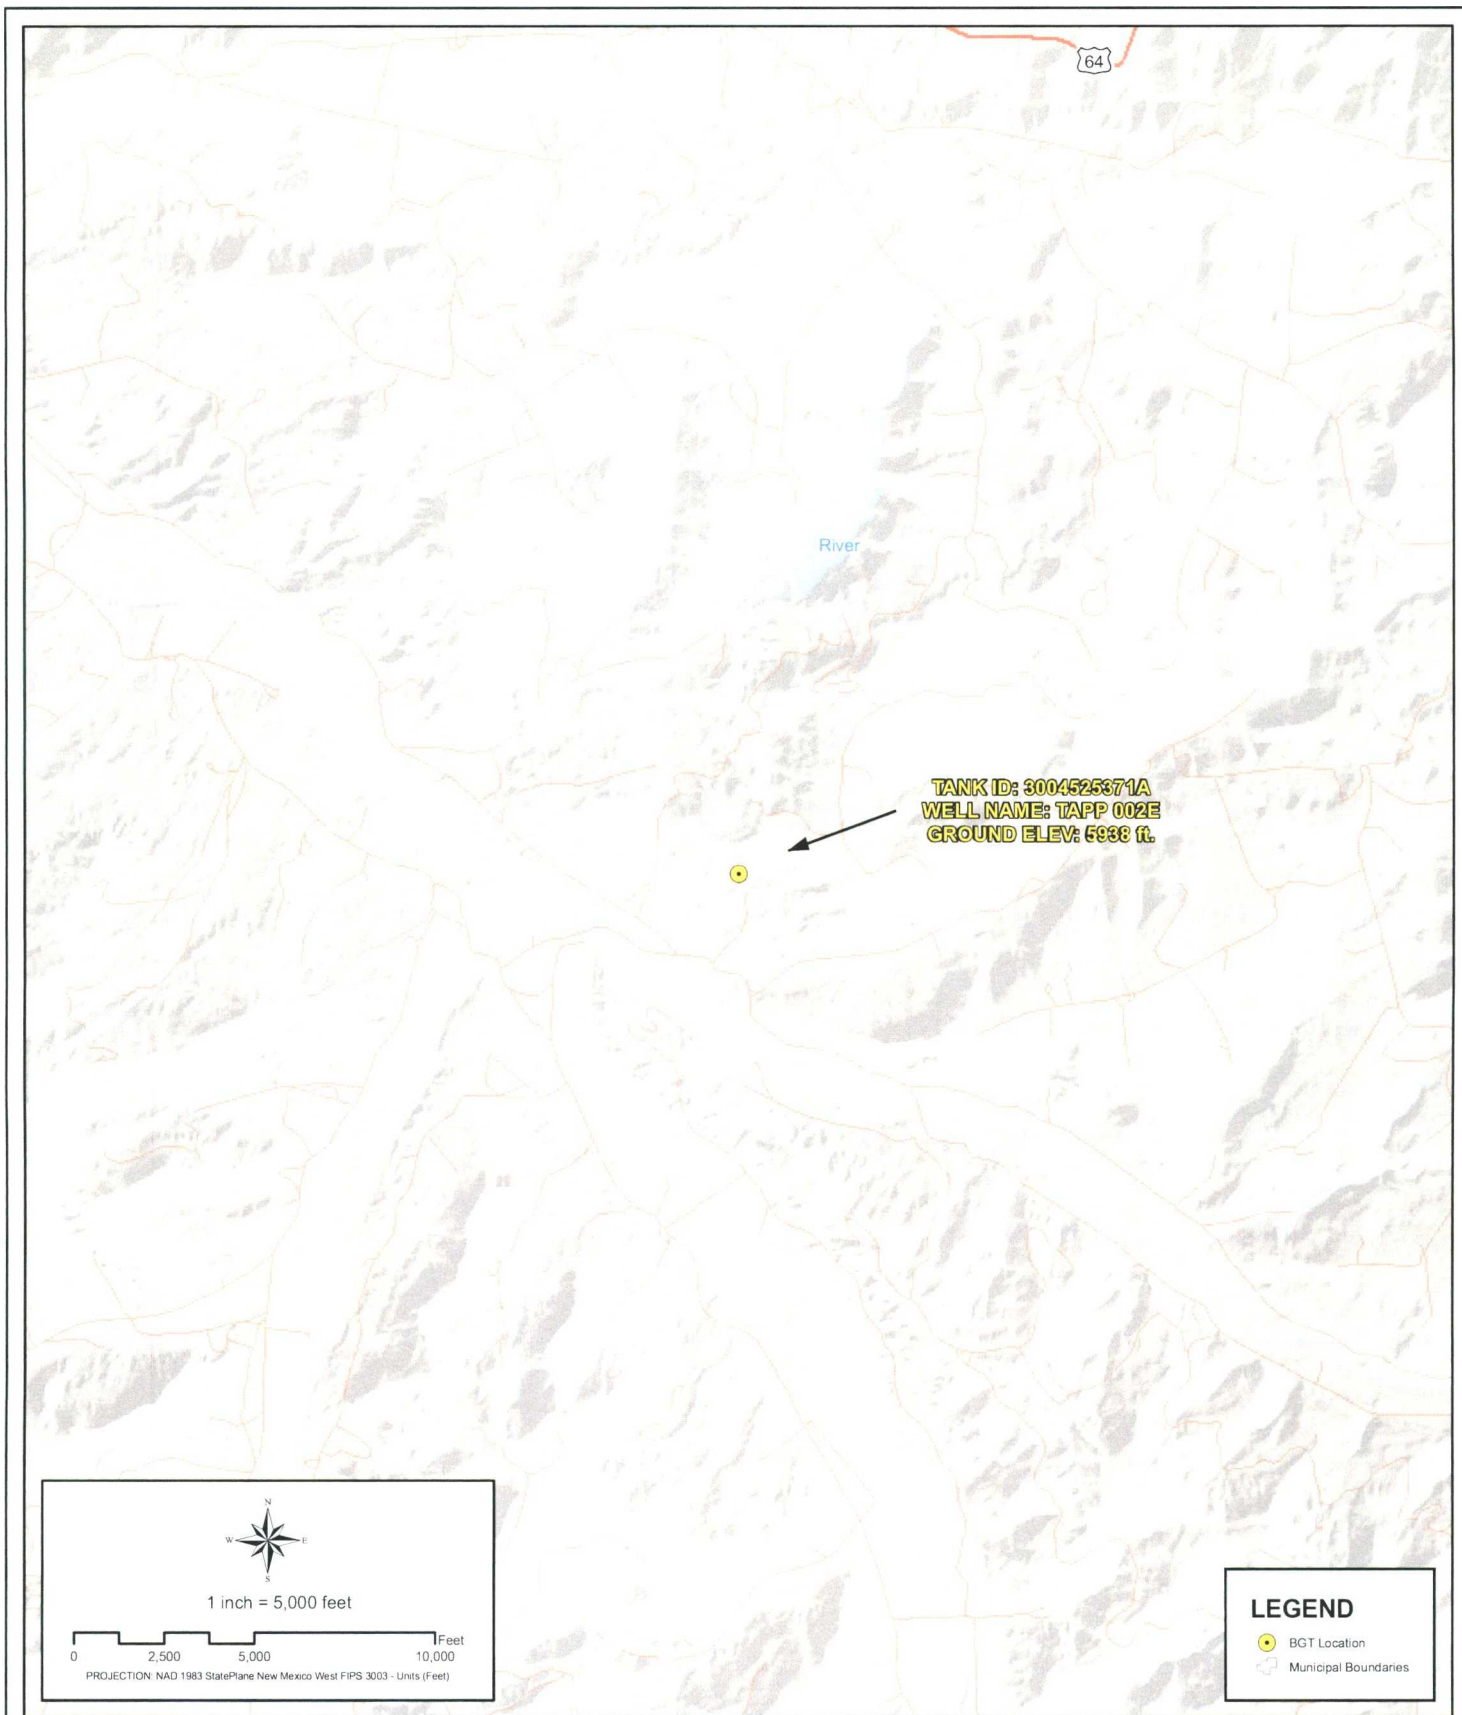 64
River
TANK ID: 3004525371A
WELL NAME: TAPP 002E
GROUND ELEV: 5938 ft.
N
W E
S
1 inch = 5,000 feet
Feet
0 2,500 5,000 10,000
PROJECTION: NAD 1983 StatePlane New Mexico West FIPS 3003 - Units (Feet)
LEGEND
BGT Location
Municipal Boundaries